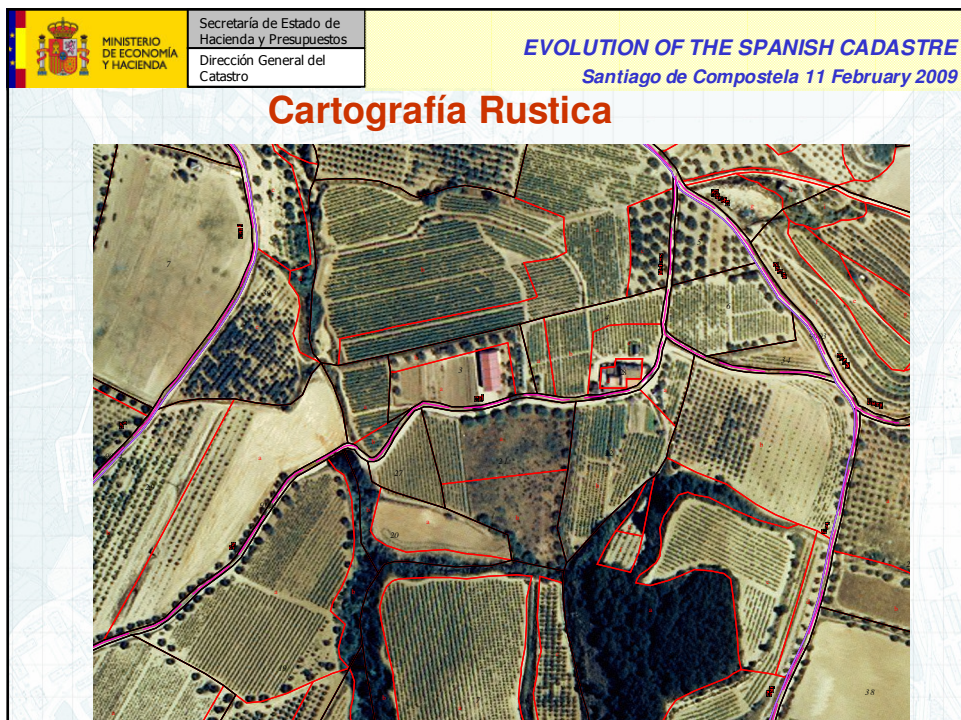 MINISTERIO
DE ECONOMÍA
Y HACIENDA
Secretaría de Estado de
Hacienda y Presupuestos
Dirección General del
Catastro
EVOLUTION OF THE SPANISH CADASTRE
Santiago de Compostela 11 February 2009
Cartografía Rustica
7
3
6
20
38